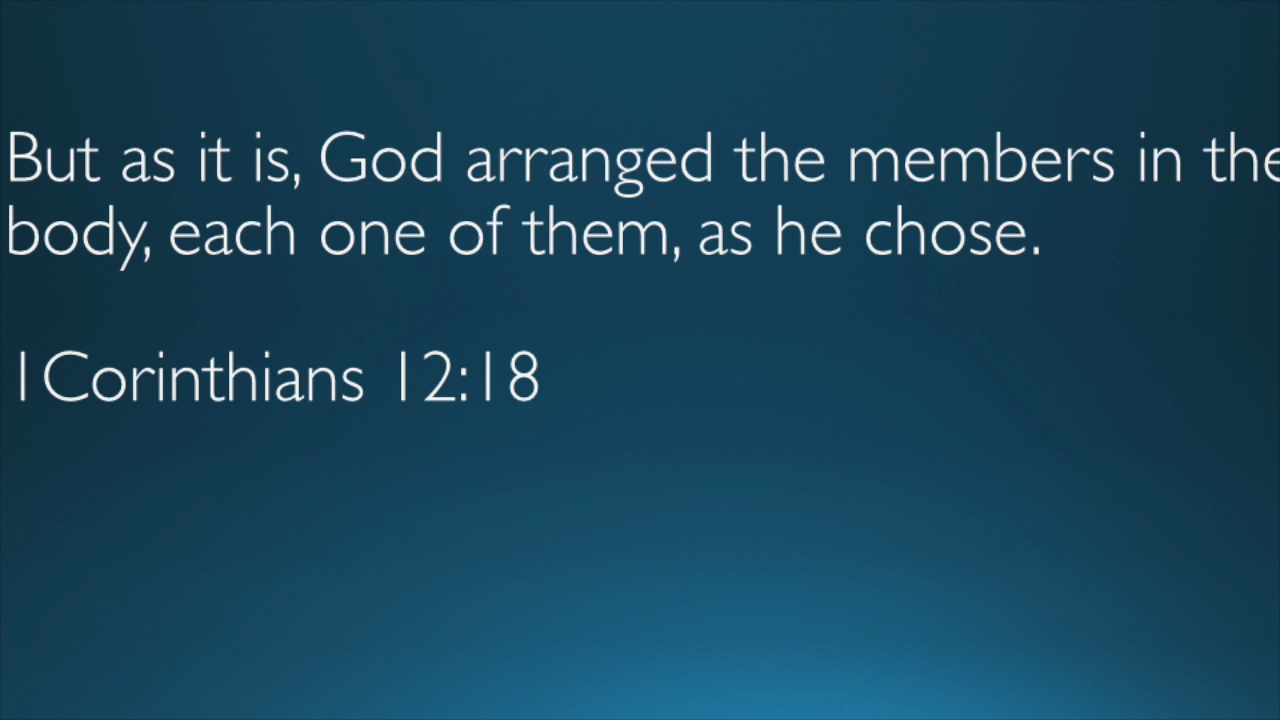 But as it is, God arranged the members in the
body, each one of them, as he chose.
1Corinthians 12:18